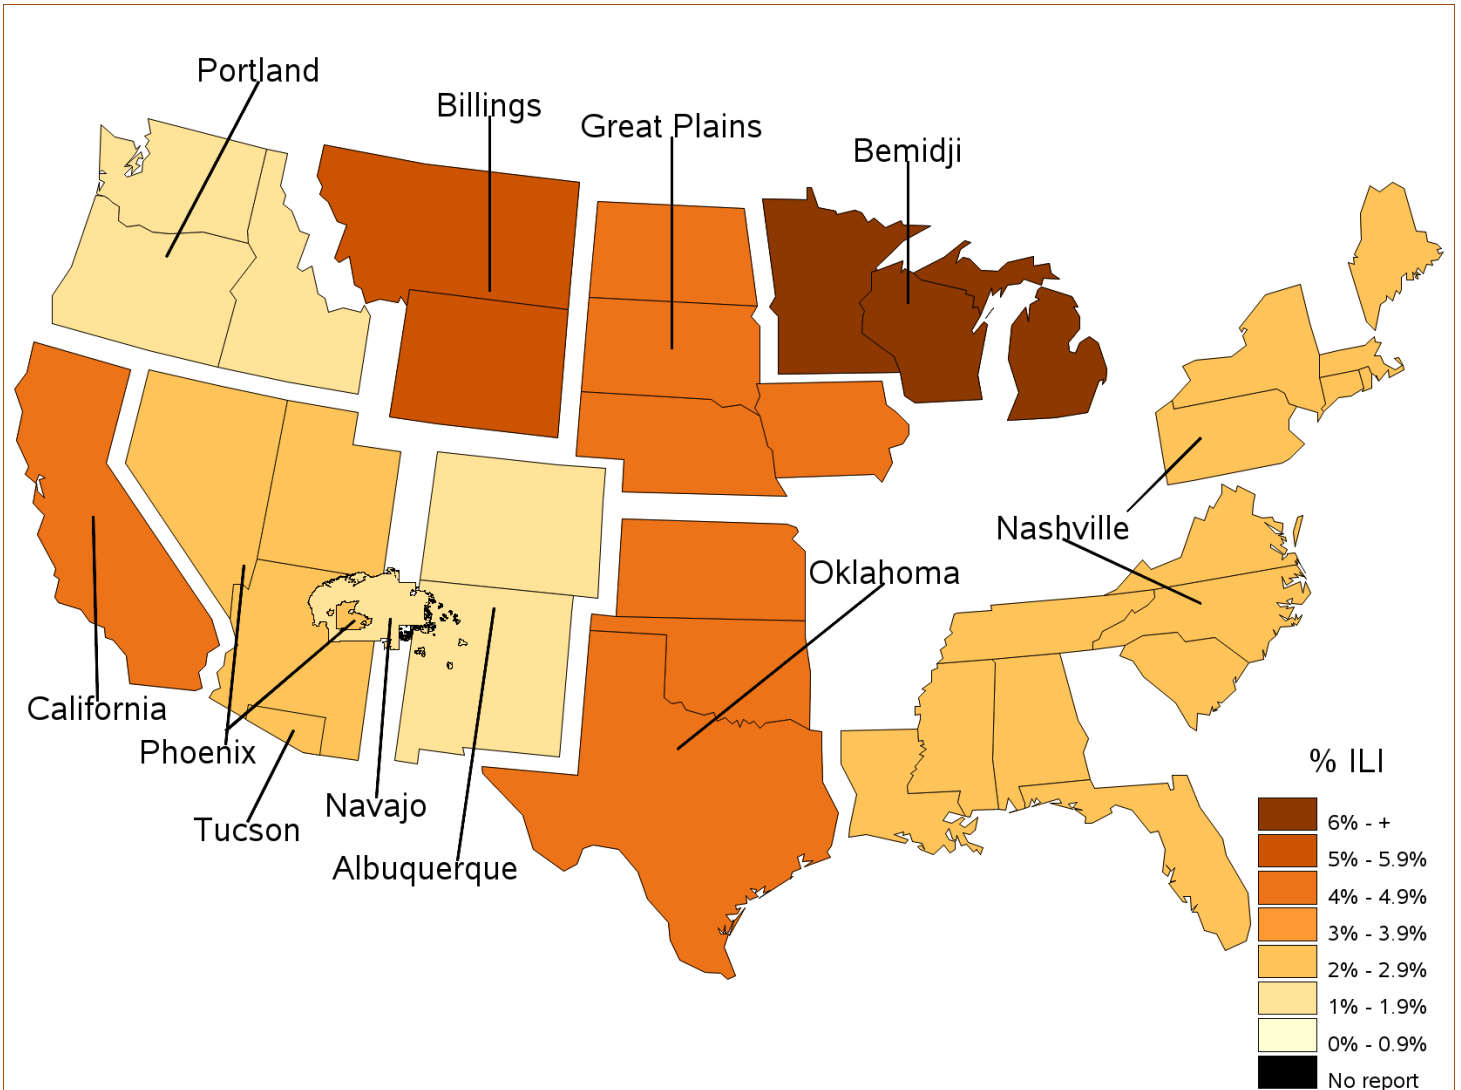 Portland
Billings
Great Plains
Bemidji
Nashville
Oklahoma
California
Phoenix
Tucson
Navajo
Albuquerque
% ILI
6% - +
5% - 5.9%
4% - 4.9%
3% - 3.9%
2% - 2.9%
1% - 1.9%
0% - 0.9%
No report